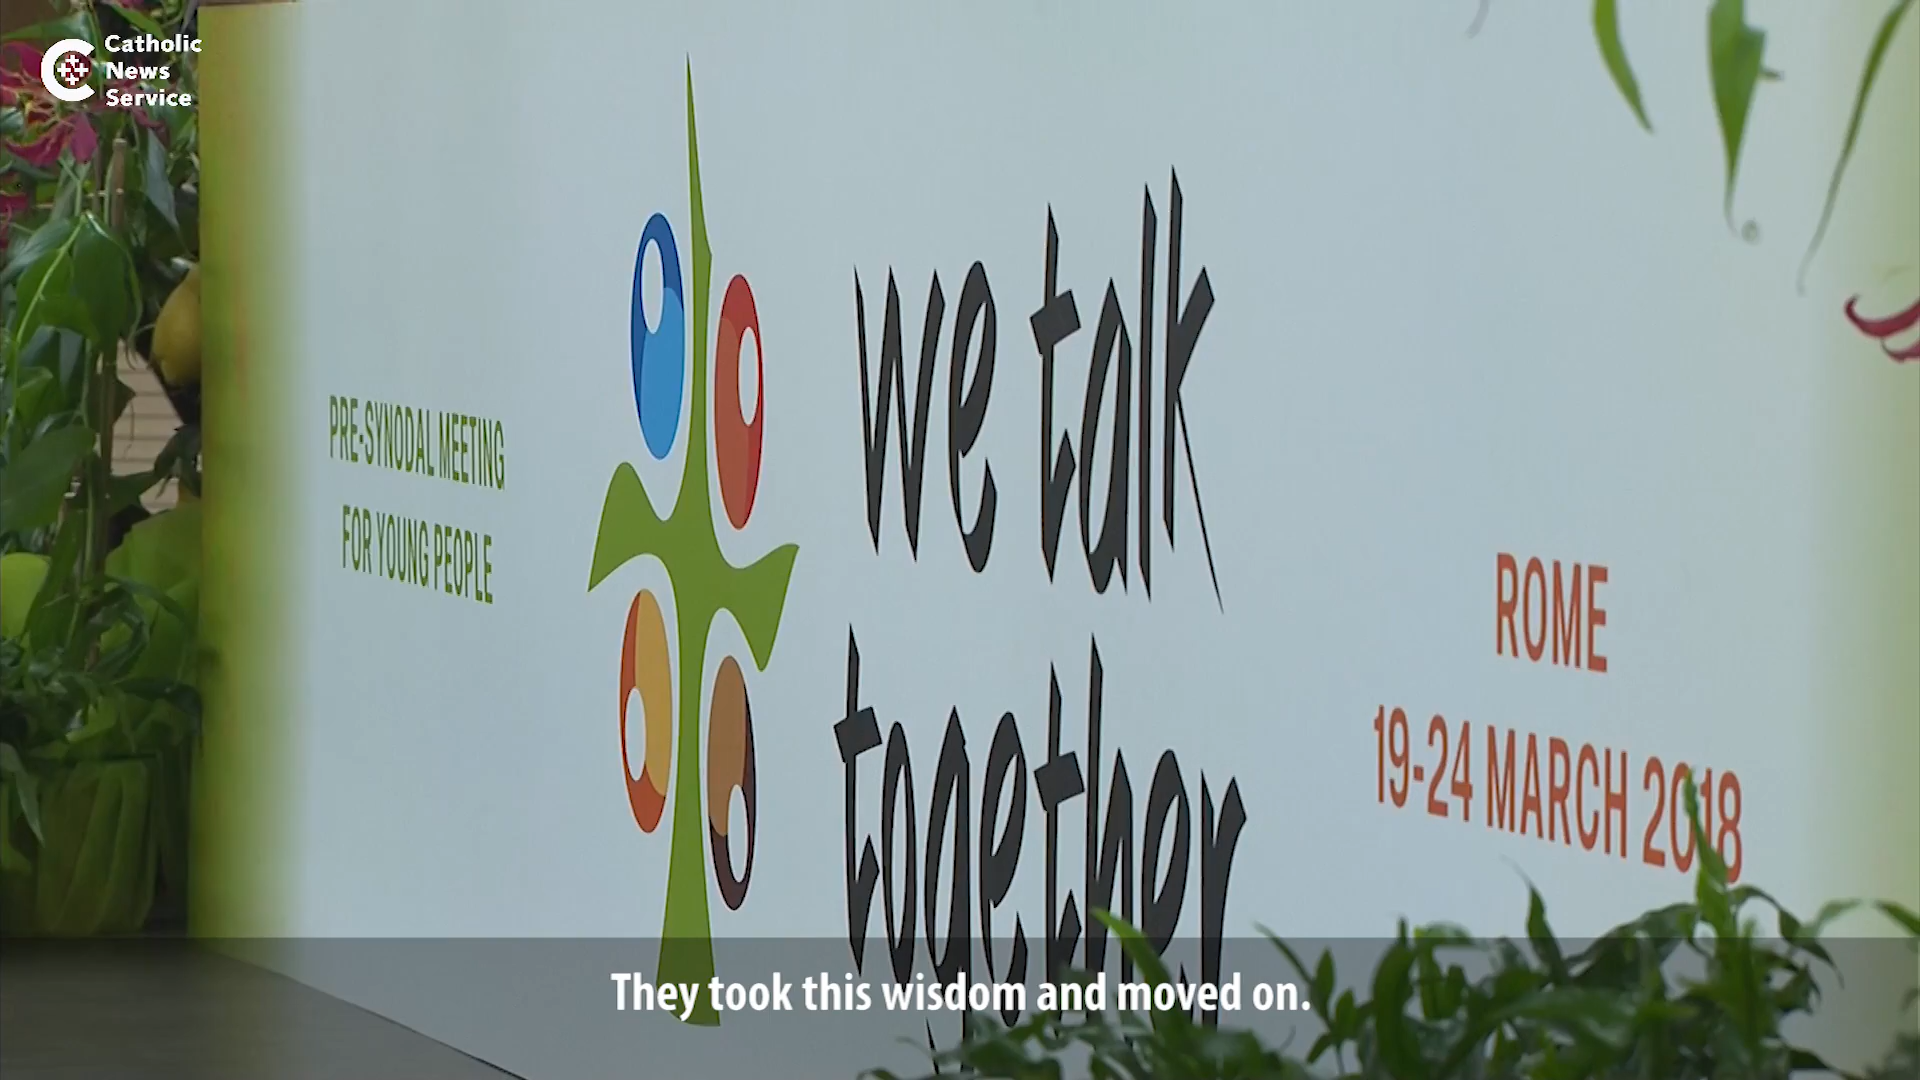 Catholic
News
Service
PRE-SYNODAL MEETING
FOR YOUNG PEOPLE
we talk
together
ROME
19-24 MARCH 2018
They took this wisdom and moved on.